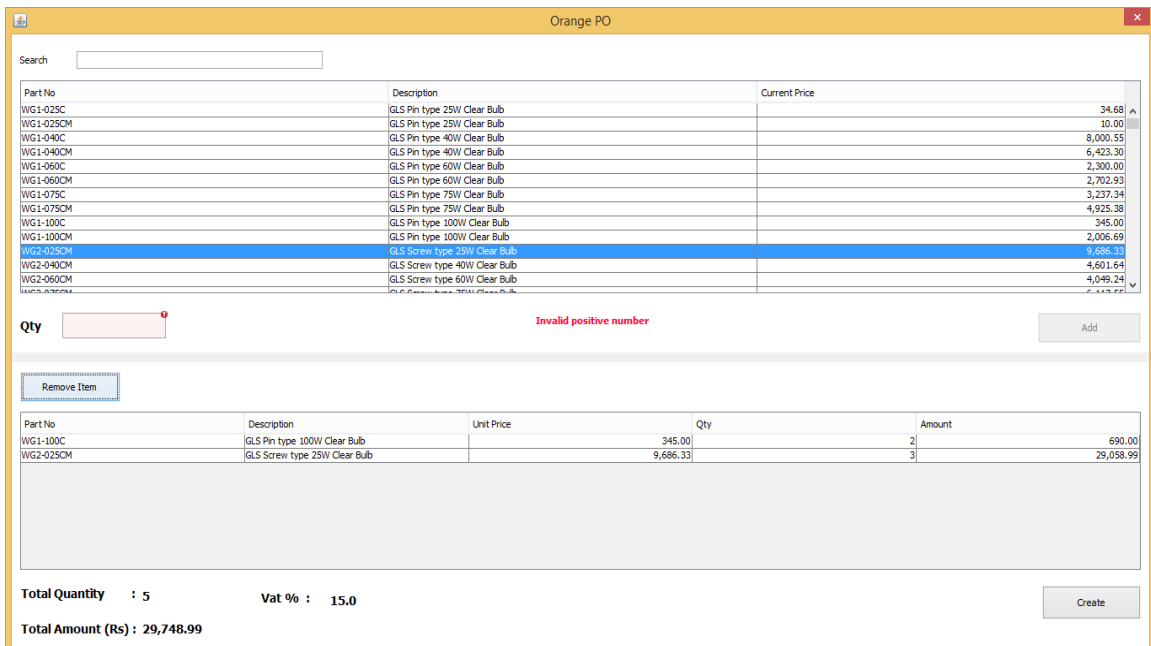 Orange PO
Search
Part No Description Current Price
WG1-025C GLS Pin type 25W Clear Bulb 34.68
WG1-025CM GLS Pin type 25W Clear Bulb 10.00
WG1-040C GLS Pin type 40W Clear Bulb 8,000.55
WG1-040CM GLS Pin type 40W Clear Bulb 6,423.30
WG1-060C GLS Pin type 60W Clear Bulb 2,300.00
WG1-060CM GLS Pin type 60W Clear Bulb 2,702.93
WG1-075C GLS Pin type 75W Clear Bulb 3,237.34
WG1-075CM GLS Pin type 75W Clear Bulb 4,925.38
WG1-100C GLS Pin type 100W Clear Bulb 345.00
WG1-100CM GLS Pin type 100W Clear Bulb 2,006.69
WG2-025CM GLS Screw type 25W Clear Bulb 9,686.33
WG2-040CM GLS Screw type 40W Clear Bulb 4,601.64
WG2-060CM GLS Screw type 60W Clear Bulb 4,049.24
Qty Invalid positive number Add
Remove Item
Part No Description Unit Price Qty Amount
WG1-100C GLS Pin type 100W Clear Bulb 345.00 2 690.00
WG2-025CM GLS Screw type 25W Clear Bulb 9,686.33 3 29,058.99
Total Quantity : 5 Vat % : 15.0 Create
Total Amount (Rs) : 29,748.99